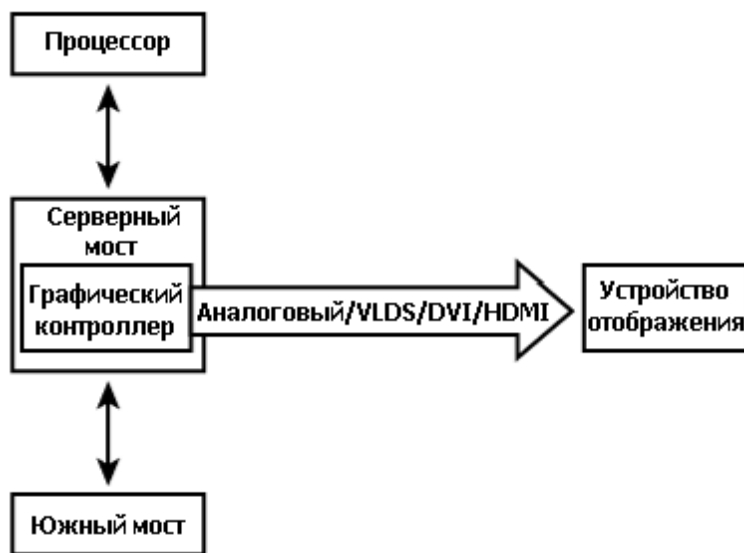 Процессор
Серверный
мост
Графический
контроллер
Аналоговый/VLDS/DVI/HDMI
Устройство
отображения
Южный мост